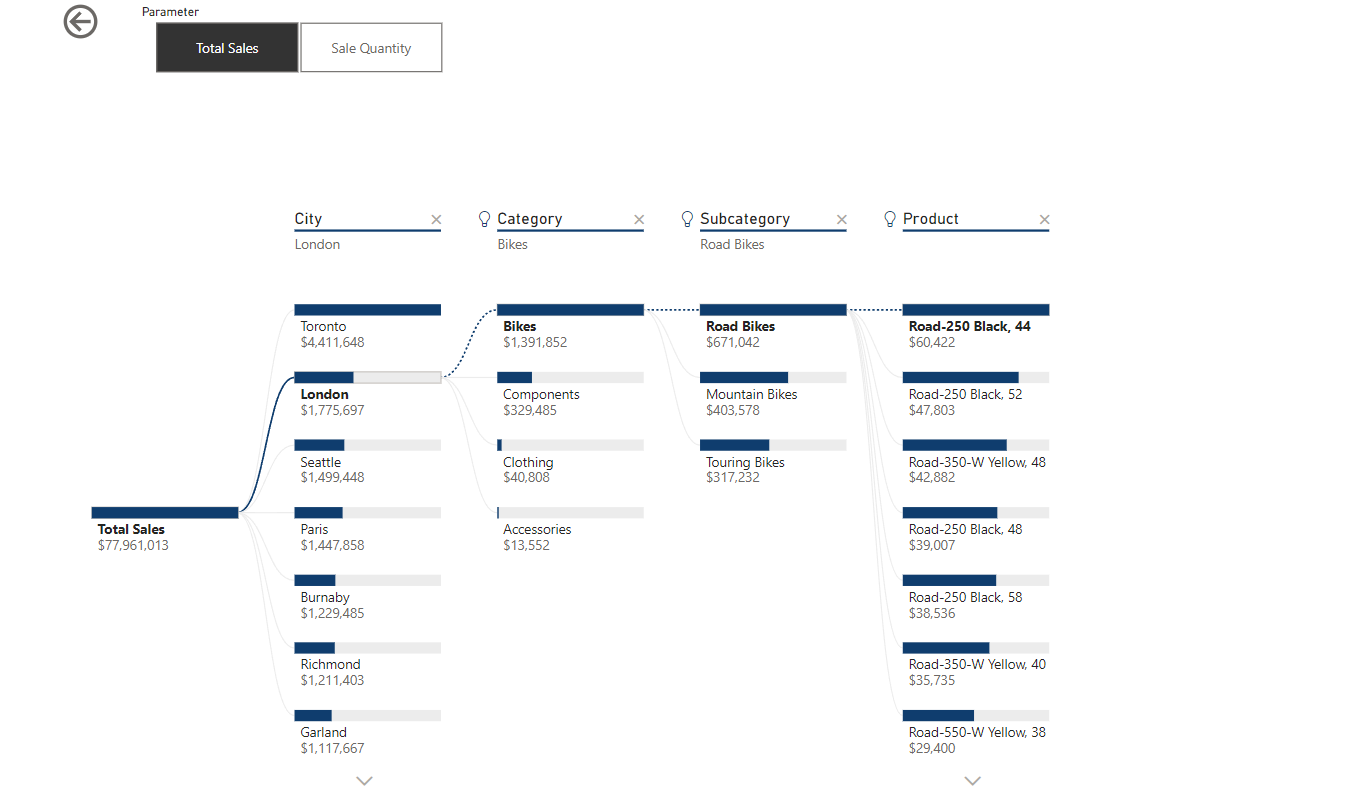 Parameter
Total Sales
Sale Quantity
City
Category
Subcategory
Product
London
Bikes
Road Bikes
Total Sales
$77,961,013
Toronto
$4,411,648
London
$1,775,697
Seattle
$1,499,448
Paris
$1,447,858
Burnaby
$1,229,485
Richmond
$1,211,403
Garland
$1,117,667
Bikes
$1,391,852
Components
$329,485
Clothing
$40,808
Accessories
$13,552
Road Bikes
$671,042
Mountain Bikes
$403,578
Touring Bikes
$317,232
Road-250 Black, 44
$60,422
Road-250 Black, 52
$47,803
Road-350-W Yellow, 48
$42,882
Road-250 Black, 48
$39,007
Road-250 Black, 58
$38,536
Road-350-W Yellow, 40
$35,735
Road-550-W Yellow, 38
$29,400